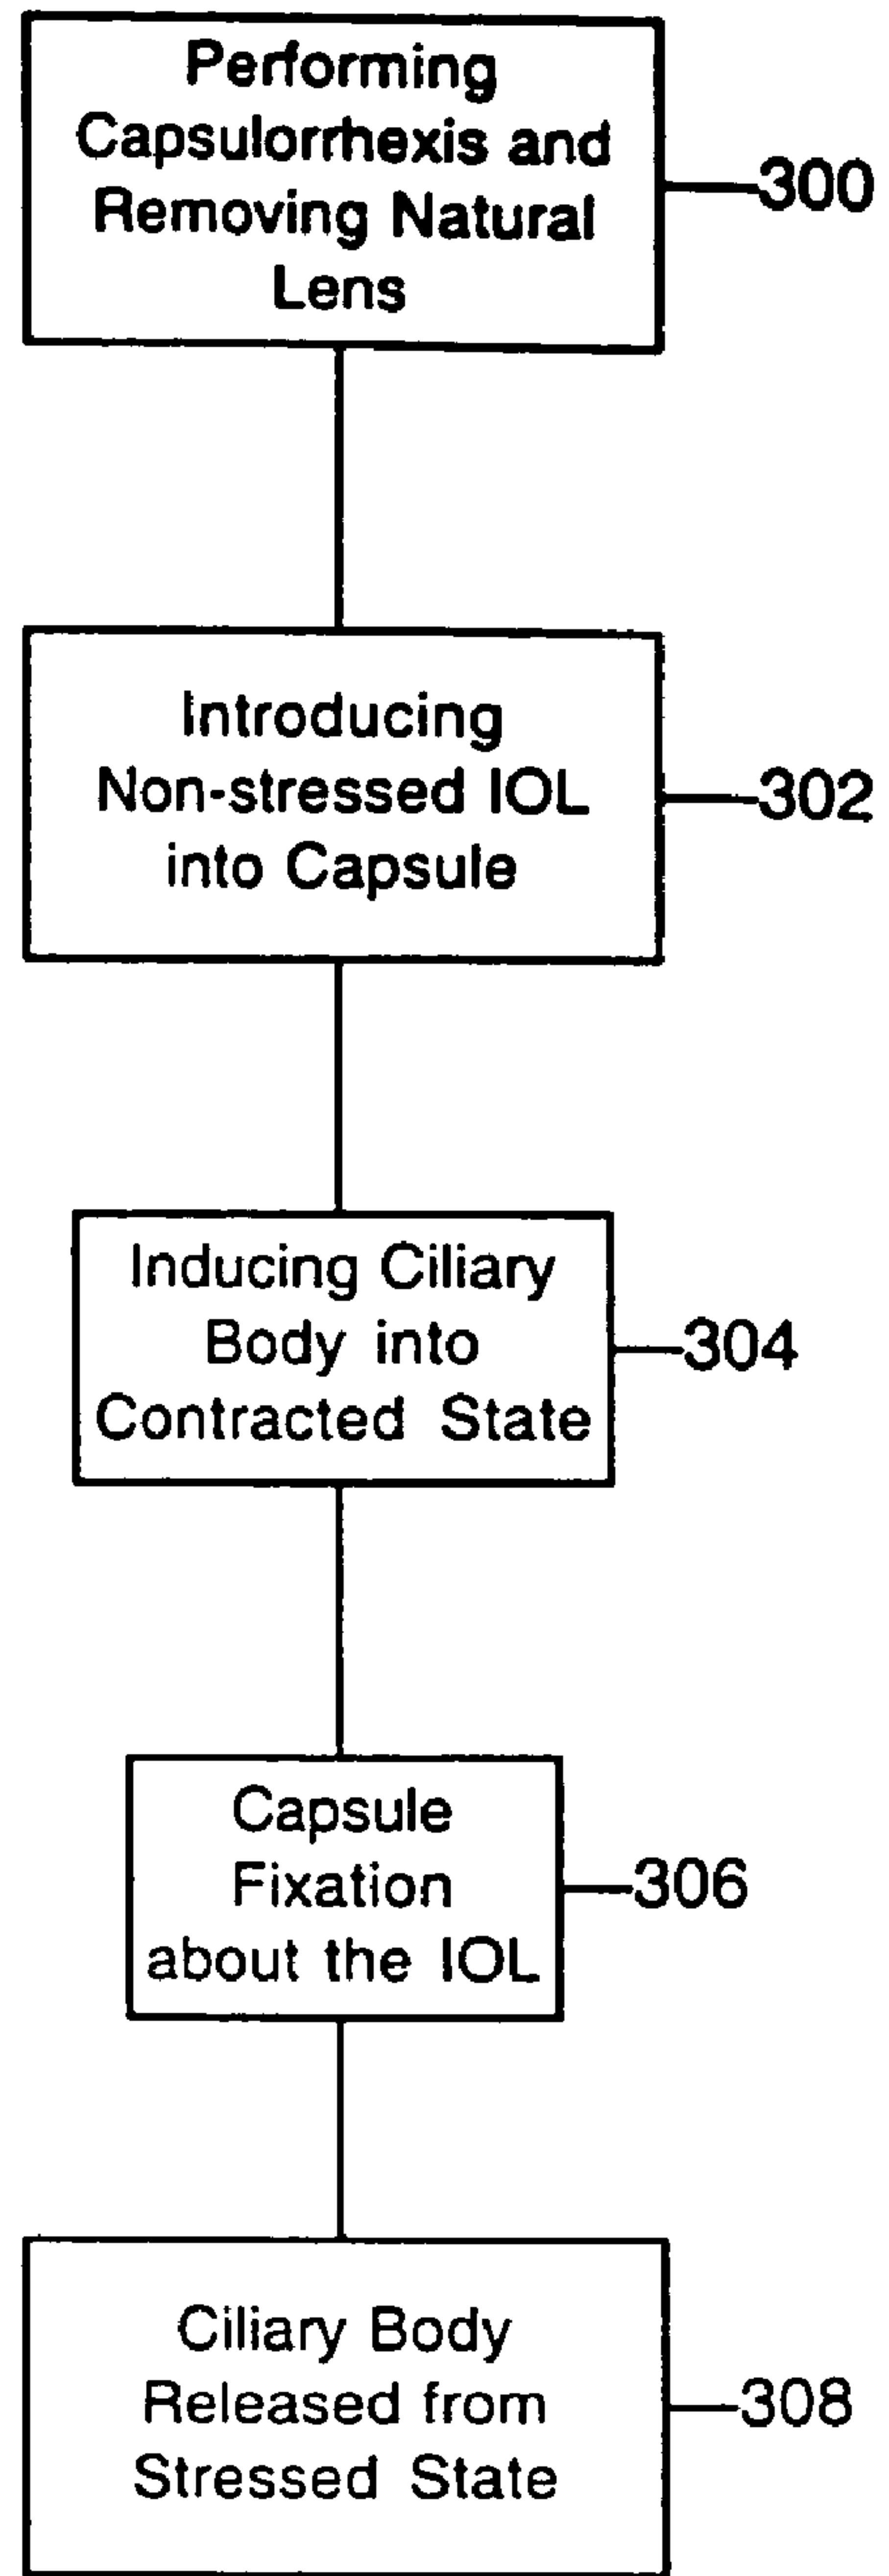 Performing
Capsulorrhexis and
Removing Natural
Lens
300
Introducing
Non-stressed IOL
into Capsule
302
Inducing Ciliary
Body into
Contracted State
304
Capsule
Fixation
about the IOL
306
Ciliary Body
Released from
Stressed State
308